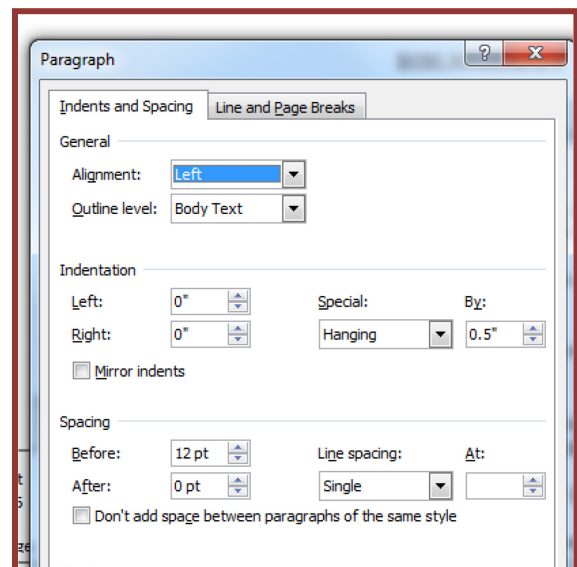 Paragraph
?
X
Indents and Spacing Line and Page Breaks
General
Alignment: Left
Outline level: Body Text
Indentation
Left: 0" Special: By:
Right: 0" Hanging 0.5"
Mirror indents
Spacing
Before: 12 pt Line spacing: At:
After: 0 pt Single
Don't add space between paragraphs of the same style